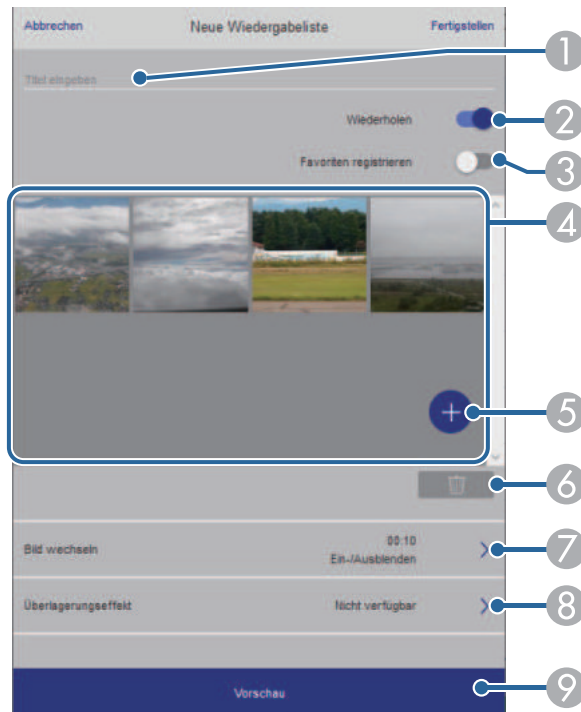 Abbrechen Neue Wiedergabeliste Fertigstellen
1
Titel eingeben
Wiederholen 2
Favoriten registrieren 3
4
+ 5
6
00:10
Bild wechseln 7
Ein-/Ausblenden
Überlagerungseffekt Nicht verfügbar 8
Vorschau 9